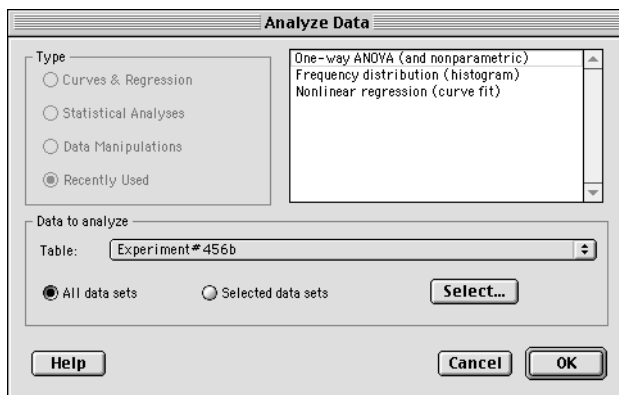 Analyze Data
Type
Curves & Regression
Statistical Analyses
Data Manipulations
Recently Used
One-way ANOVA (and nonparametric)
Frequency distribution (histogram)
Nonlinear regression (curve fit)
Data to analyze
Table: Experiment#456b
All data sets Selected data sets Select...
Help Cancel OK